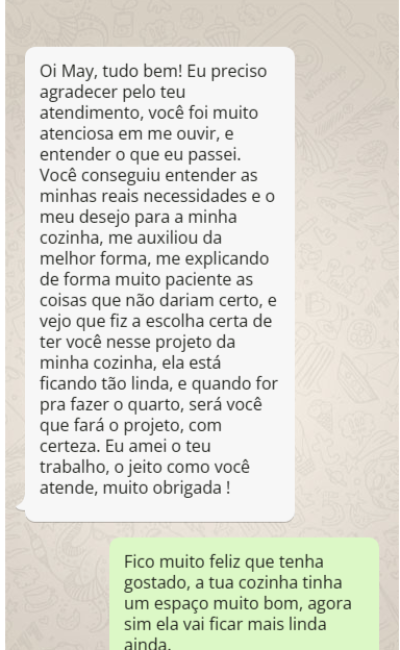 Oi May, tudo bem! Eu preciso
agradecer pelo teu
atendimento, você foi muito
atenciosa em me ouvir, e
entender o que eu passei.
Você conseguiu entender as
minhas reais necessidades e o
meu desejo para a minha
cozinha, me auxiliou da
melhor forma, me explicando
de forma muito paciente as
coisas que não dariam certo, e
vejo que fiz a escolha certa de
ter você nesse projeto da
minha cozinha, ela está
ficando tão linda, e quando for
pra fazer o quarto, será você
que fará o projeto, com
certeza. Eu amei o teu
trabalho, o jeito como você
atende, muito obrigada !
Fico muito feliz que tenha
gostado, a tua cozinha tinha
um espaço muito bom, agora
sim ela vai ficar mais linda
ainda.